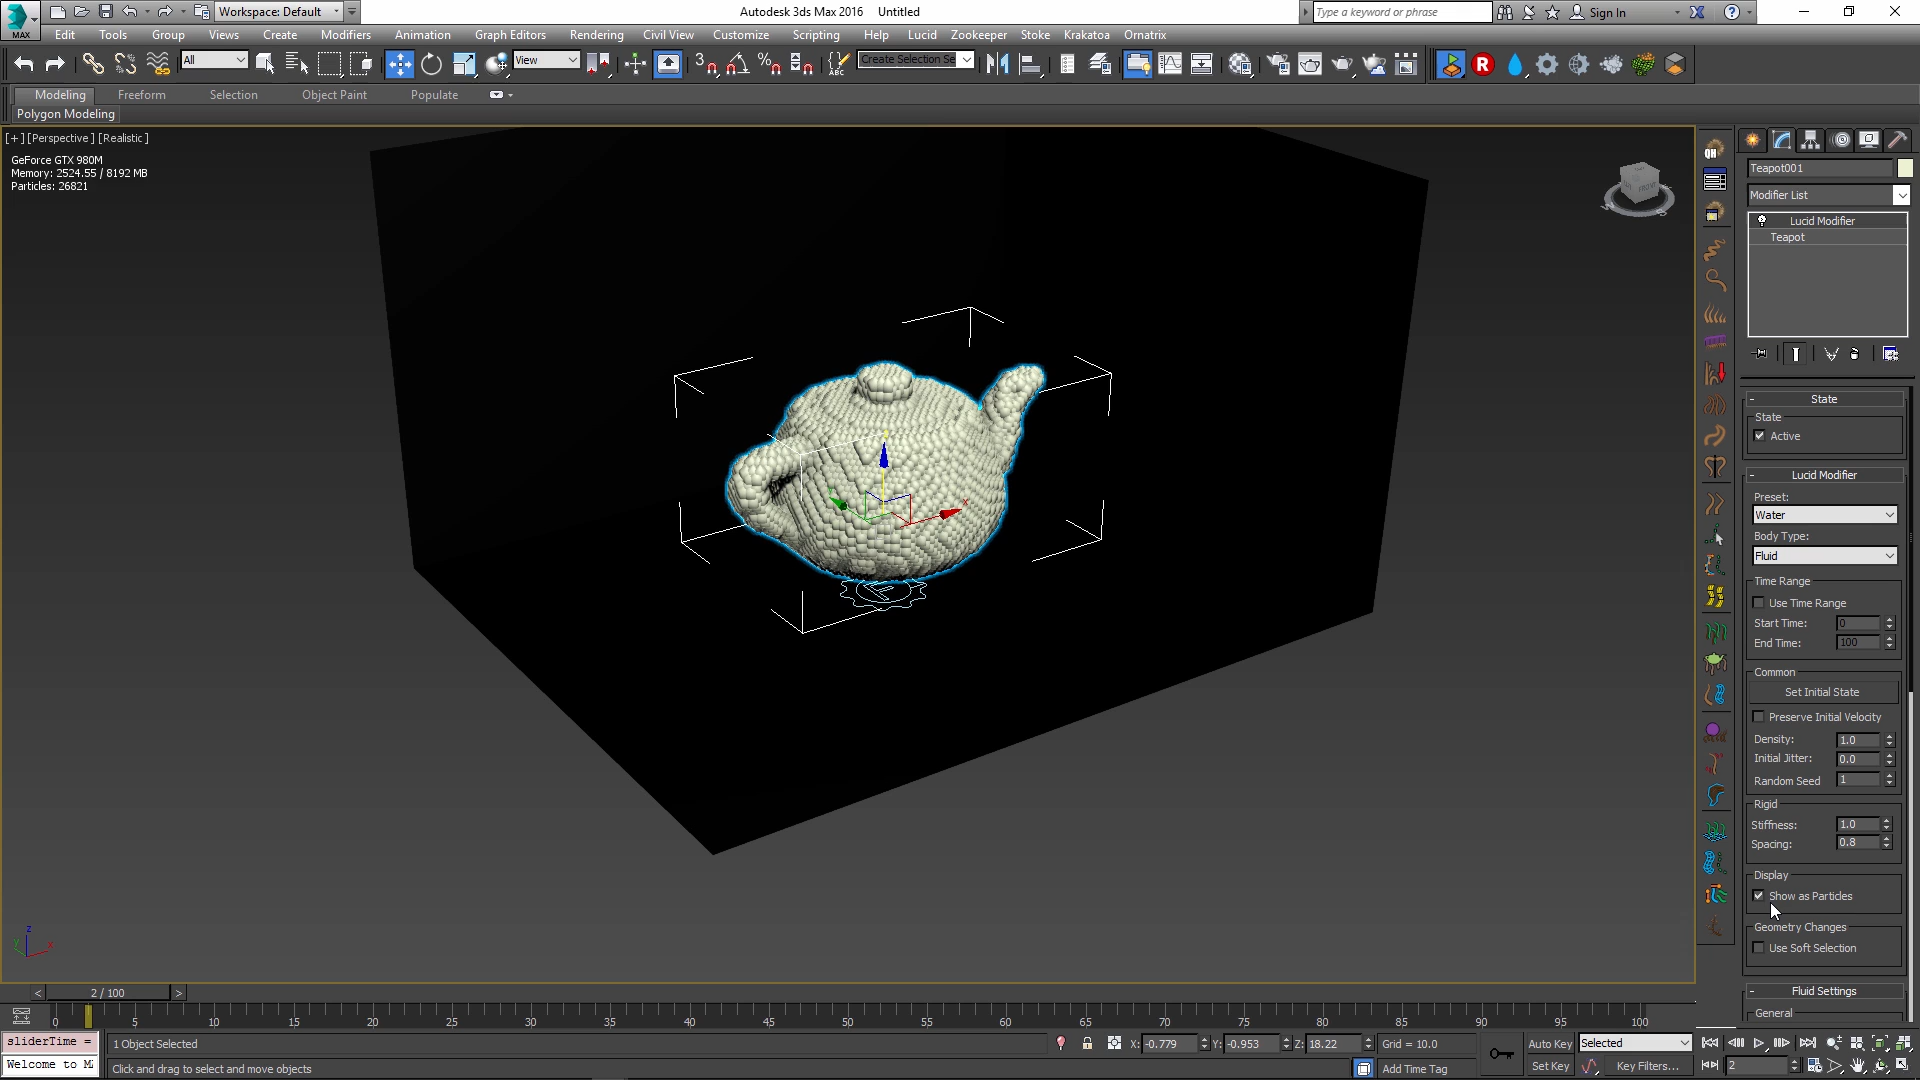 Workspace: Default
Autodesk 3ds Max 2016 Untitled
Type a keyword or phrase
Sign In
MAX
Edit Tools Group Views Create Modifiers Animation Graph Editors Rendering Civil View Customize Scripting Help Lucid Zookeeper Stoke Krakatoa Ornatrix
All
View
3
ABC
Create Selection Se
Modeling Freeform Selection Object Paint Populate
Polygon Modeling
[+] [Perspective] [Realistic]
GeForce GTX 980M
Memory: 2524.55 / 8192 MB
Particles: 26821
QH
Teapot001
Modifier List
Lucid Modifier
Teapot
State
State
Active
Lucid Modifier
Preset:
Water
Body Type:
Fluid
Time Range
Use Time Range
Start Time: 0
End Time: 100
Common
Set Initial State
Preserve Initial Velocity
Density: 1.0
Initial Jitter: 0.0
Random Seed 1
Rigid
Stiffness: 1.0
Spacing: 0.8
Display
Show as Particles
Geometry Changes
Use Soft Selection
Fluid Settings
General
x
z
y
x
< 2 / 100 >
0 5 10 15 20 25 30 35 40 45 50 55 60 65 70 75 80 85 90 95 100
sliderTime =
1 Object Selected
X: -0.779 Y: -0.953 Z: 18.22
Grid = 10.0
Auto Key
Selected
Welcome to M
Click and drag to select and move objects
Add Time Tag
Set Key
Key Filters...
2